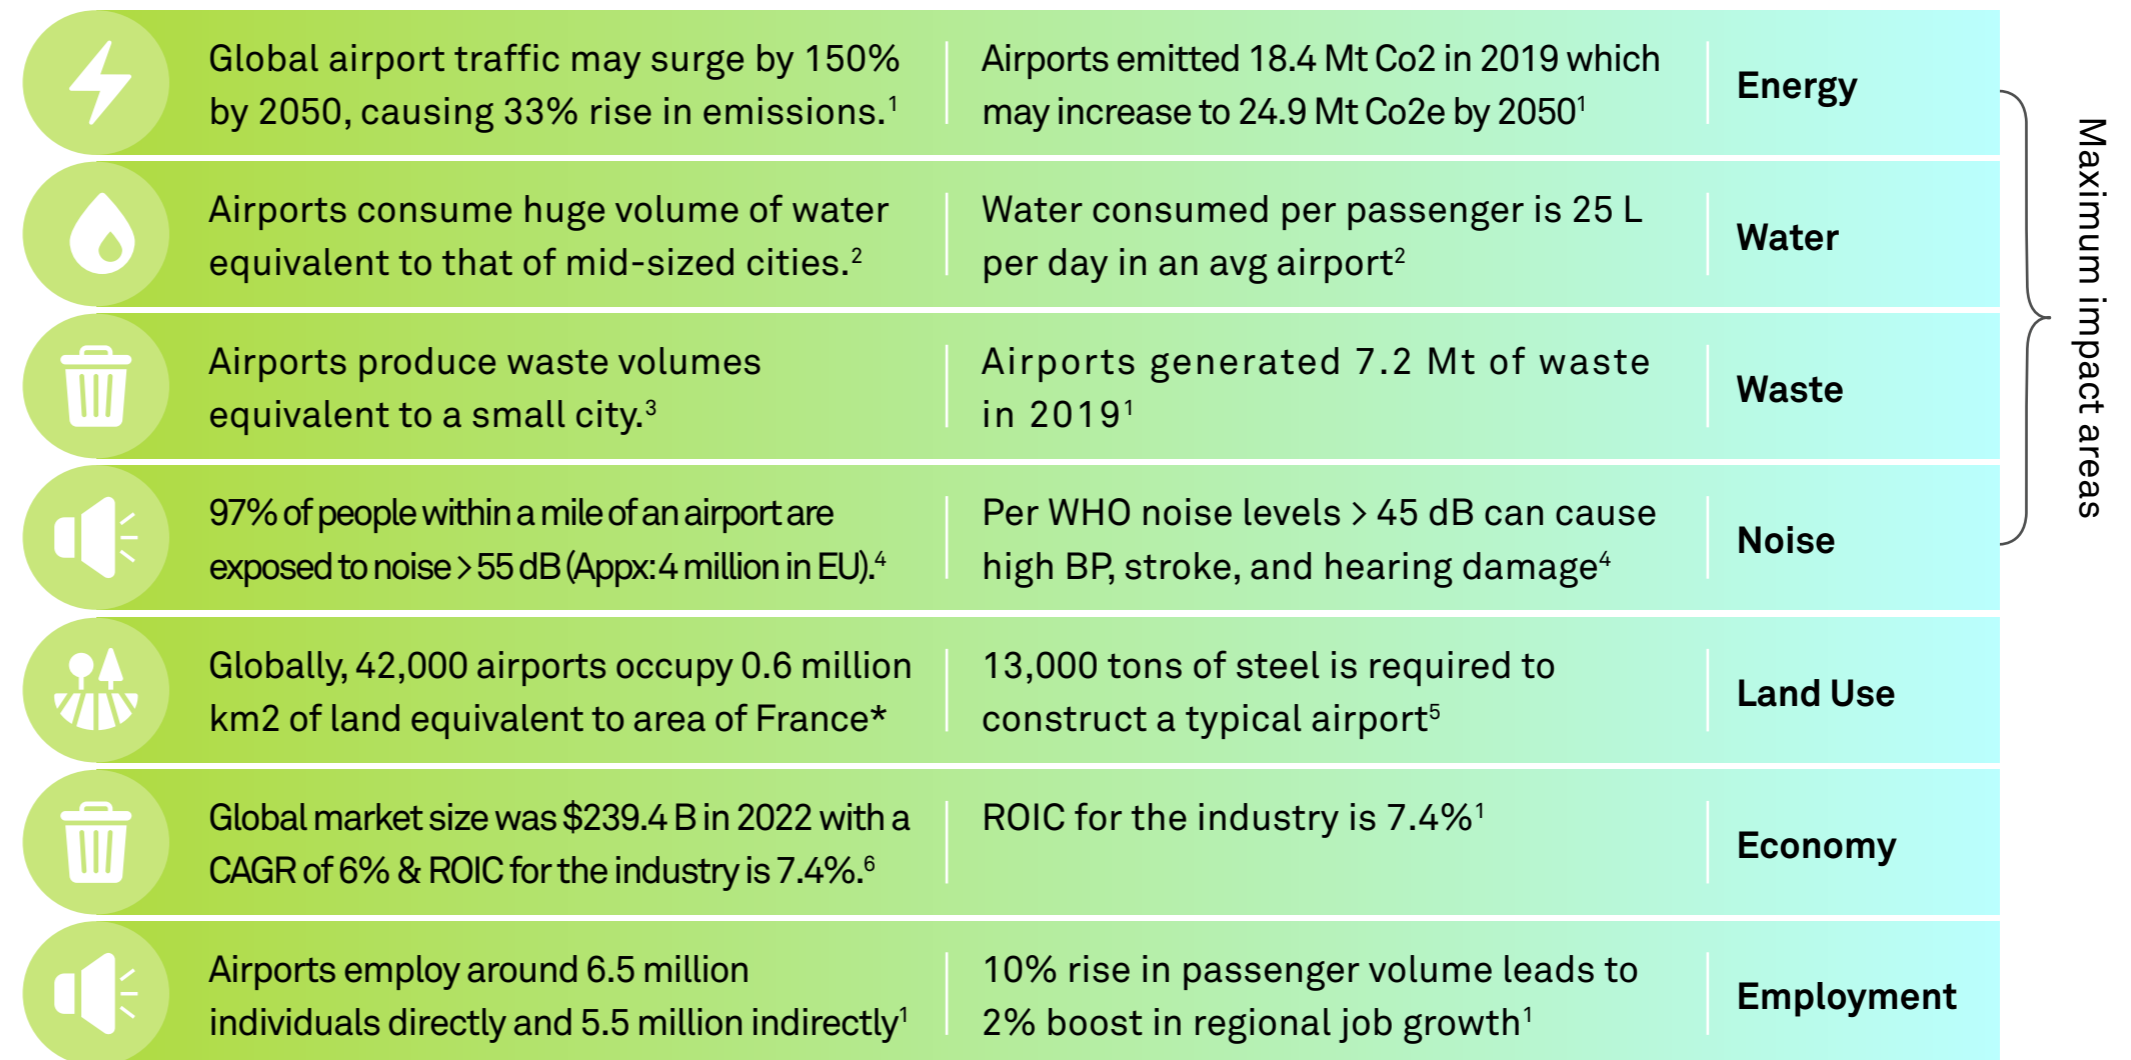 Global airport traffic may surge by 150%
by 2050, causing 33% rise in emissions.¹
Airports emitted 18.4 Mt Co2 in 2019 which
may increase to 24.9 Mt Co2e by 2050¹
Energy
Airports consume huge volume of water
equivalent to that of mid-sized cities.²
Water consumed per passenger is 25 L
per day in an avg airport²
Water
Airports produce waste volumes
equivalent to a small city.³
Airports generated 7.2 Mt of waste
in 2019¹
Waste
97% of people within a mile of an airport are
exposed to noise > 55 dB (Appx: 4 million in EU).⁴
Per WHO noise levels > 45 dB can cause
high BP, stroke, and hearing damage⁴
Noise
Maximum impact areas
Globally, 42,000 airports occupy 0.6 million
km2 of land equivalent to area of France*
13,000 tons of steel is required to
construct a typical airport⁵
Land Use
Global market size was $239.4 B in 2022 with a
CAGR of 6% & ROIC for the industry is 7.4%.⁶
ROIC for the industry is 7.4%¹
Economy
Airports employ around 6.5 million
individuals directly and 5.5 million indirectly¹
10% rise in passenger volume leads to
2% boost in regional job growth¹
Employment